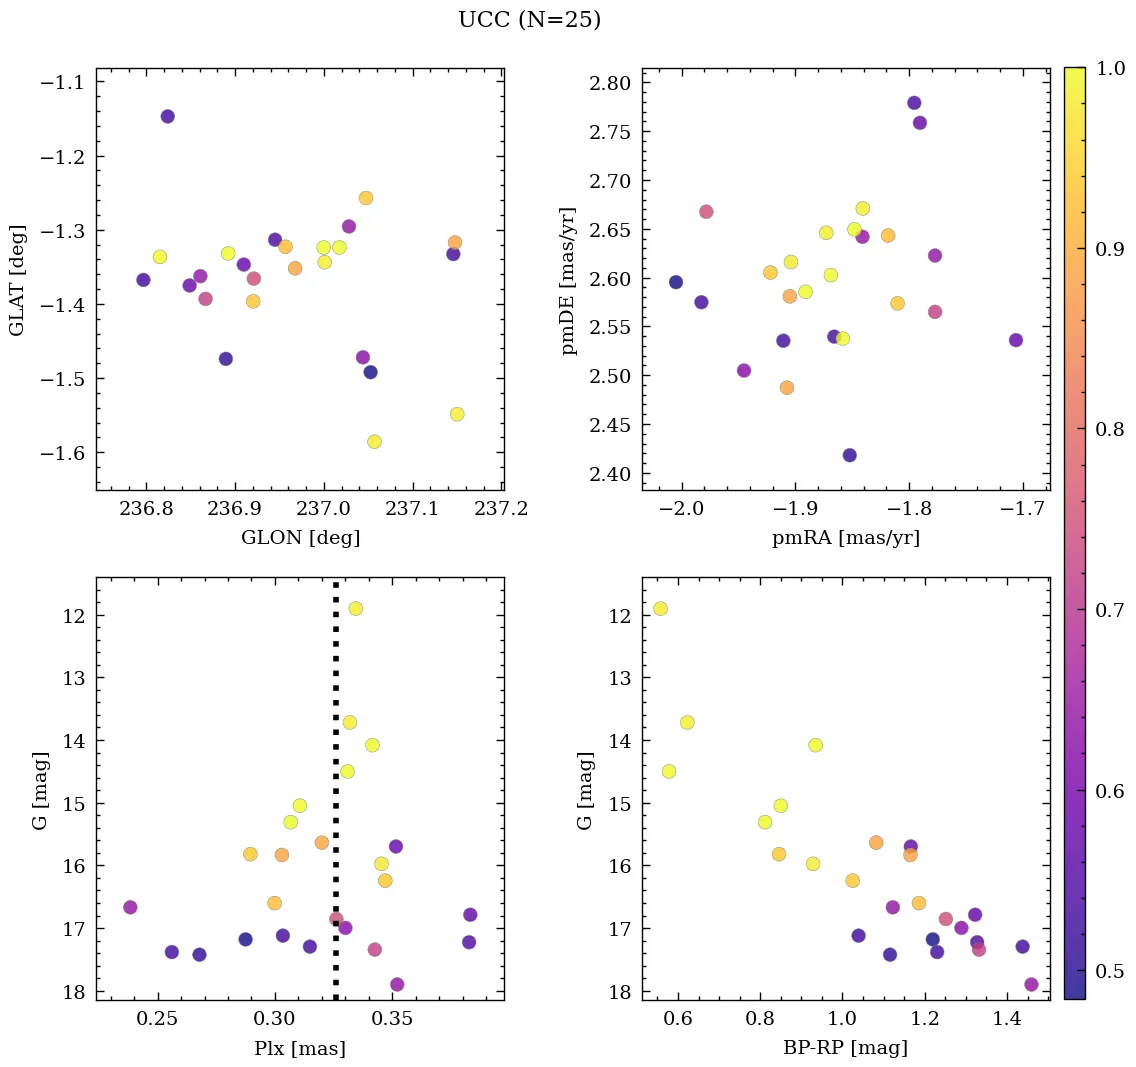 UCC (N=25)
−1.1
−1.2
−1.3
−1.4
−1.5
−1.6
GLAT [deg]
236.8 236.9 237.0 237.1 237.2
GLON [deg]
2.80
2.75
2.70
2.65
2.60
2.55
2.50
2.45
2.40
pmDE [mas/yr]
−2.0 −1.9 −1.8 −1.7
pmRA [mas/yr]
12
13
14
15
16
17
18
G [mag]
0.25 0.30 0.35
Plx [mas]
12
13
14
15
16
17
18
G [mag]
0.6 0.8 1.0 1.2 1.4
BP-RP [mag]
1.0
0.9
0.8
0.7
0.6
0.5